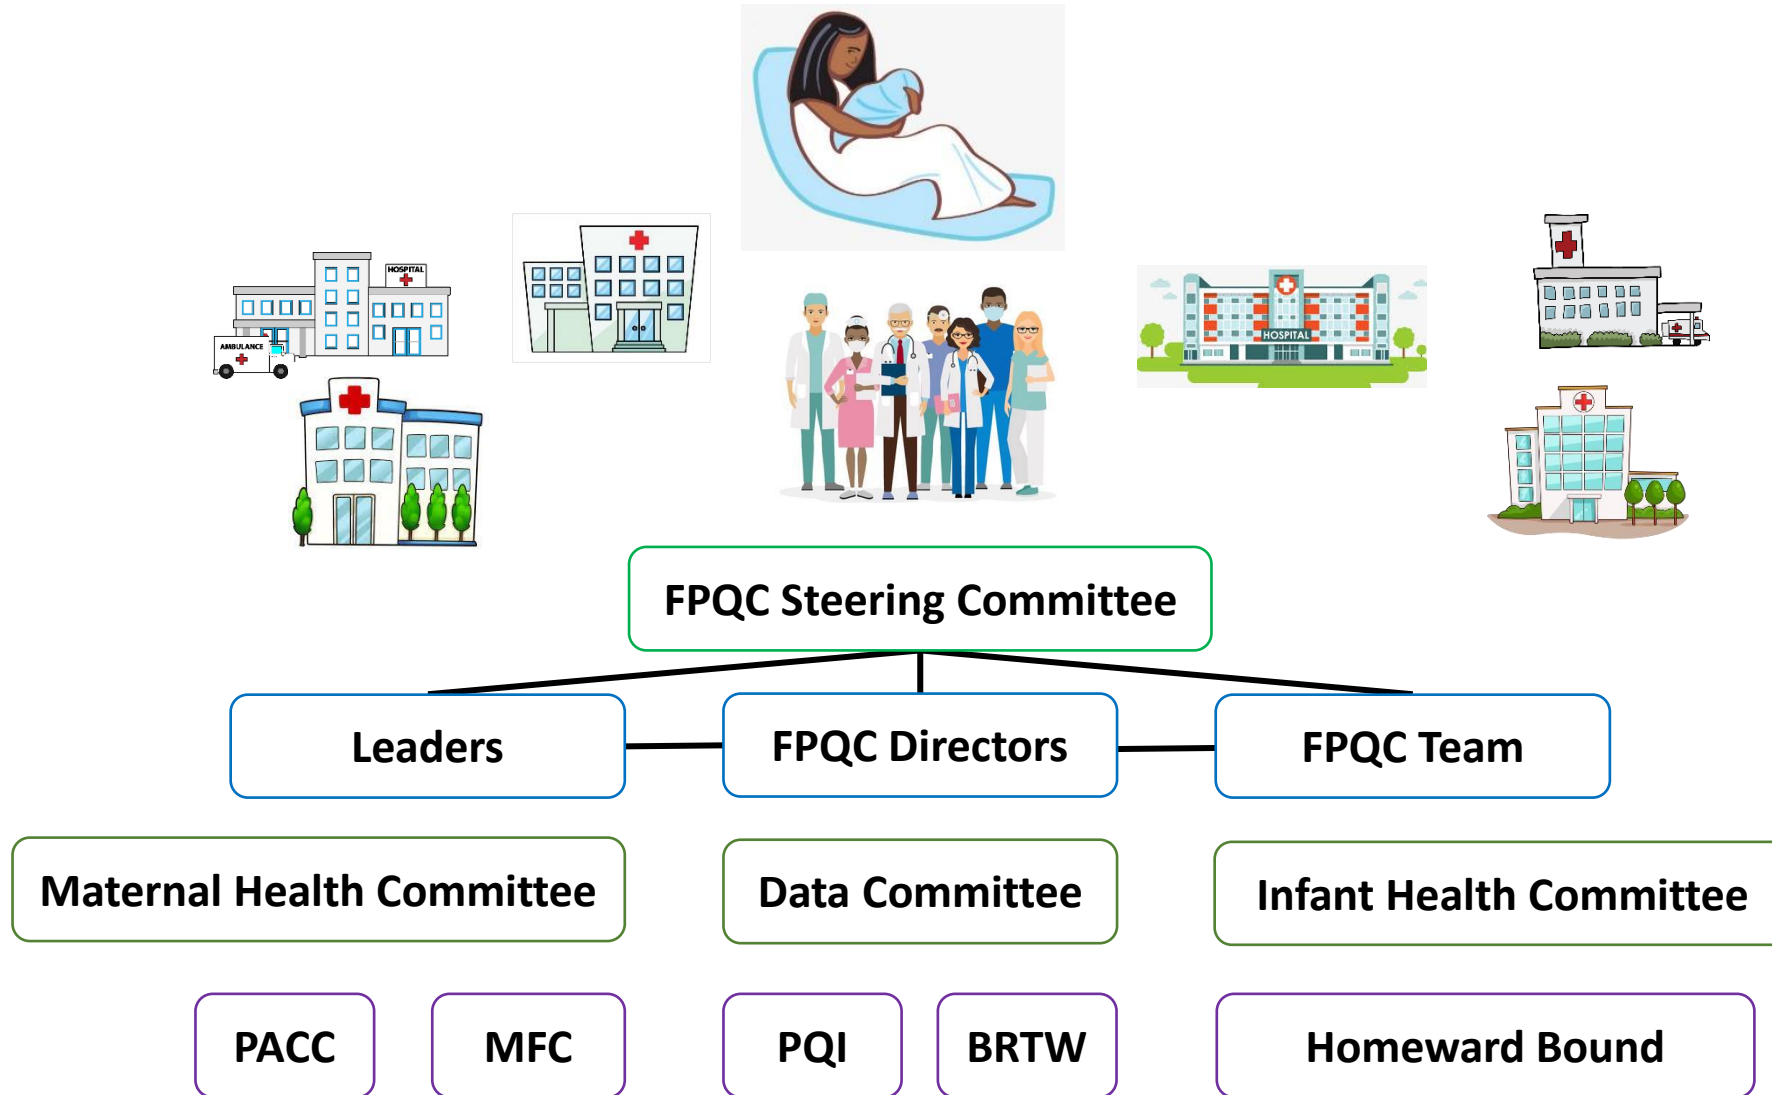 HOSPITAL
AMBULANCE
HOSPITAL
FPQC Steering Committee
Leaders
FPQC Directors
FPQC Team
Maternal Health Committee
Data Committee
Infant Health Committee
PACC
MFC
PQI
BRTW
Homeward Bound